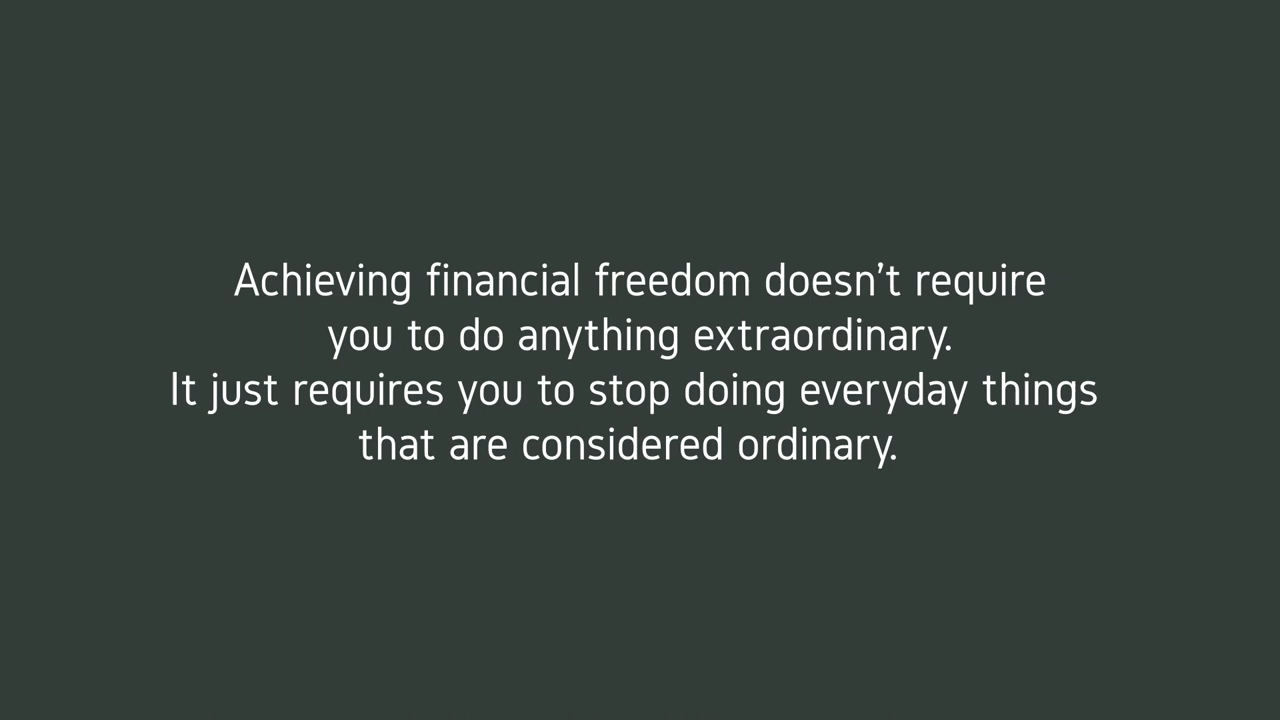 Achieving financial freedom doesn’t require
you to do anything extraordinary.
It just requires you to stop doing everyday things
that are considered ordinary.